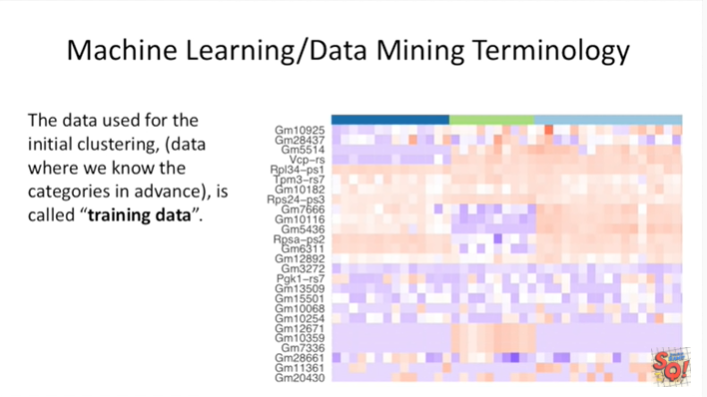 Machine Learning/Data Mining Terminology
The data used for the
initial clustering, (data
where we know the
categories in advance), is
called “training data”.
Gm10925
Gm28437
Gm5514
Vcp-rs
Rpl34-ps1
Tpm3-rs7
Gm10182
Rps24-ps3
Gm7666
Gm10116
Gm5436
Rpsa-ps2
Gm6311
Gm12892
Gm3272
Pgk1-rs7
Gm13509
Gm15501
Gm10068
Gm10254
Gm12671
Gm10359
Gm7336
Gm28661
Gm11361
Gm20430
SQ!